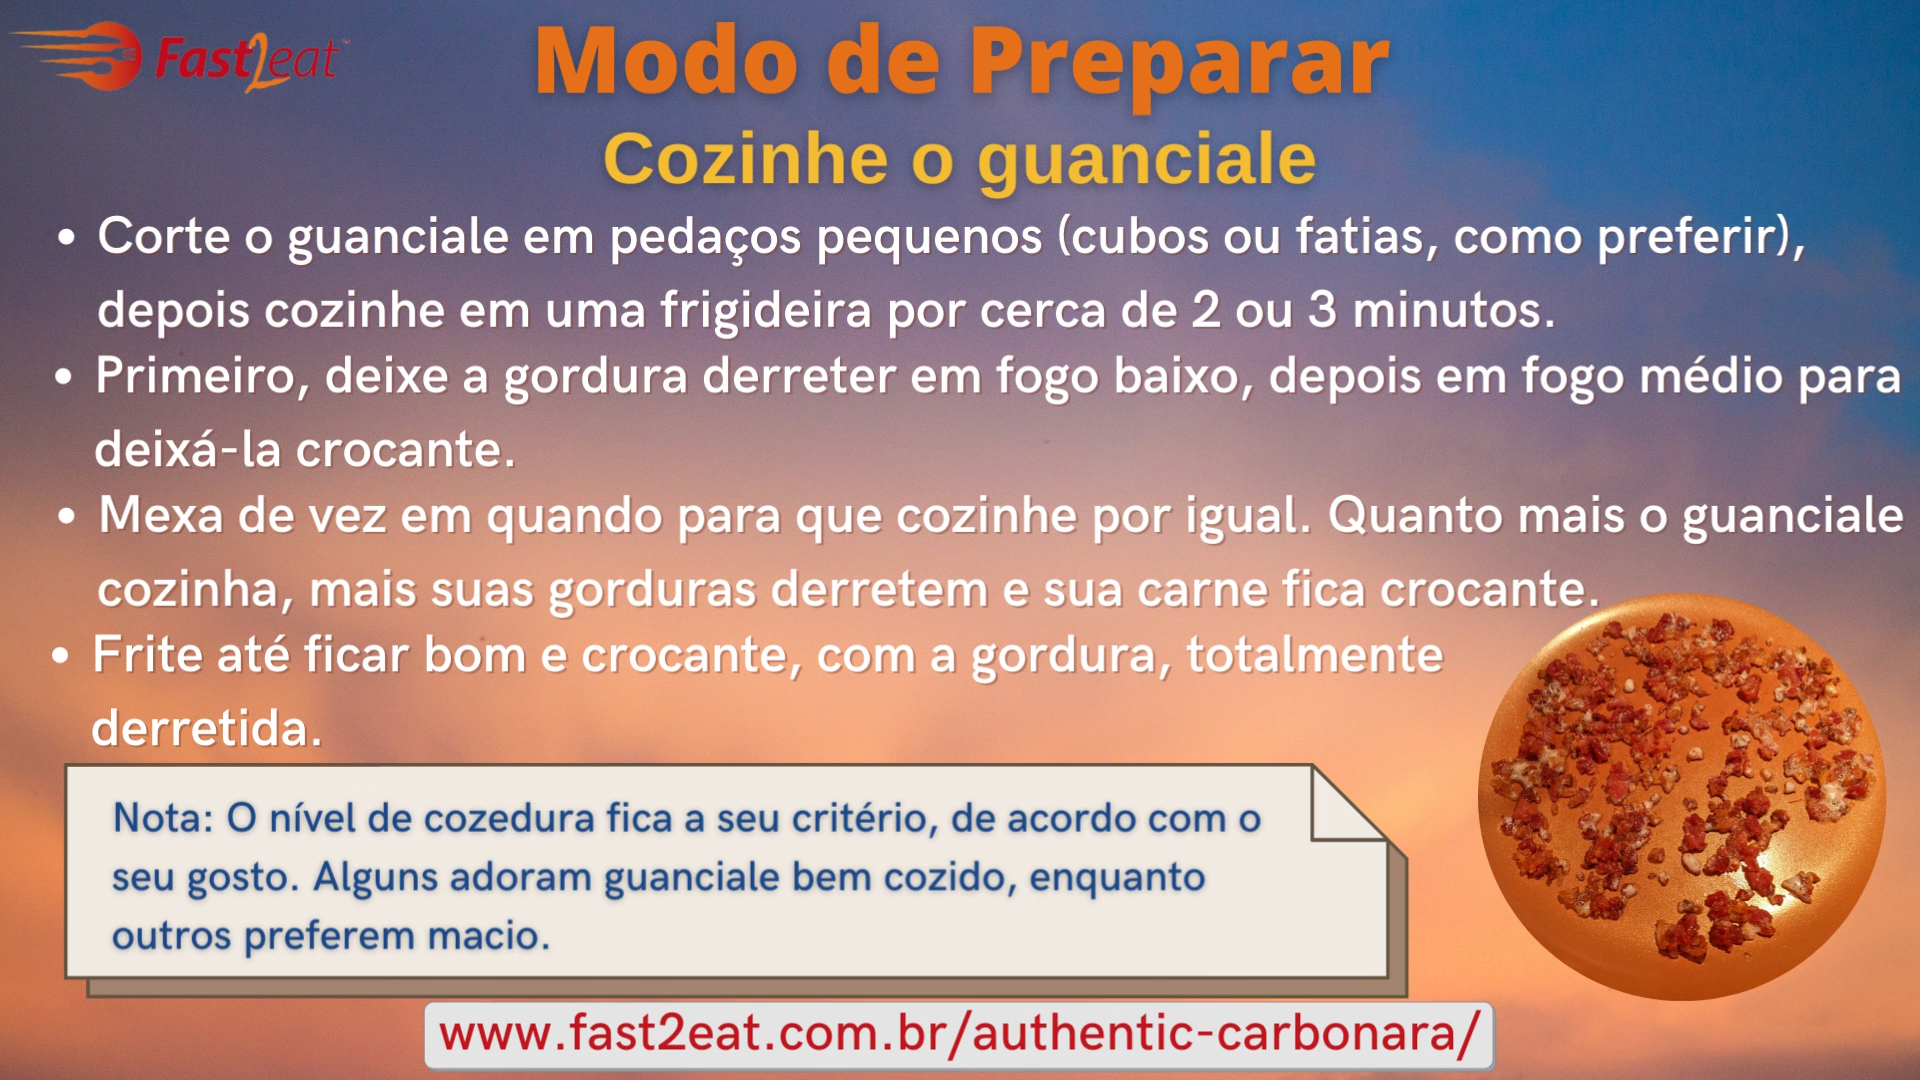 Fast2eat™
Modo de Preparar
Cozinhe o guanciale
• Corte o guanciale em pedaços pequenos (cubos ou fatias, como preferir),
depois cozinhe em uma frigideira por cerca de 2 ou 3 minutos.
• Primeiro, deixe a gordura derreter em fogo baixo, depois em fogo médio para
deixá-la crocante.
• Mexa de vez em quando para que cozinhe por igual. Quanto mais o guanciale
cozinha, mais suas gorduras derretem e sua carne fica crocante.
• Frite até ficar bom e crocante, com a gordura, totalmente
derretida.
Nota: O nível de cozedura fica a seu critério, de acordo com o
seu gosto. Alguns adoram guanciale bem cozido, enquanto
outros preferem macio.
www.fast2eat.com.br/authentic-carbonara/